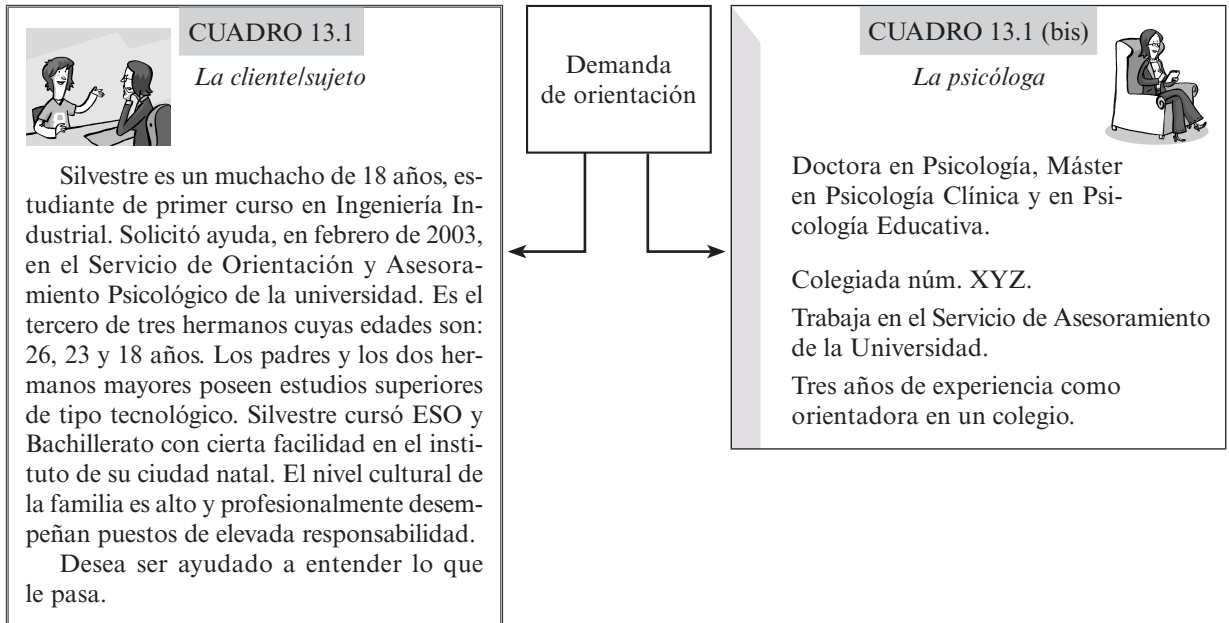 CUADRO 13.1
La cliente/sujeto
Silvestre es un muchacho de 18 años, es-
tudiante de primer curso en Ingeniería In-
dustrial. Solicitó ayuda, en febrero de 2003,
en el Servicio de Orientación y Asesora-
miento Psicológico de la universidad. Es el
tercero de tres hermanos cuyas edades son:
26, 23 y 18 años. Los padres y los dos her-
manos mayores poseen estudios superiores
de tipo tecnológico. Silvestre cursó ESO y
Bachillerato con cierta facilidad en el insti-
tuto de su ciudad natal. El nivel cultural de
la familia es alto y profesionalmente desem-
peñan puestos de elevada responsabilidad.
Desea ser ayudado a entender lo que
le pasa.
Demanda
de orientación
CUADRO 13.1 (bis)
La psicóloga
Doctora en Psicología, Máster
en Psicología Clínica y en Psi-
cología Educativa.
Colegiada núm. XYZ.
Trabaja en el Servicio de Asesoramiento
de la Universidad.
Tres años de experiencia como
orientadora en un colegio.